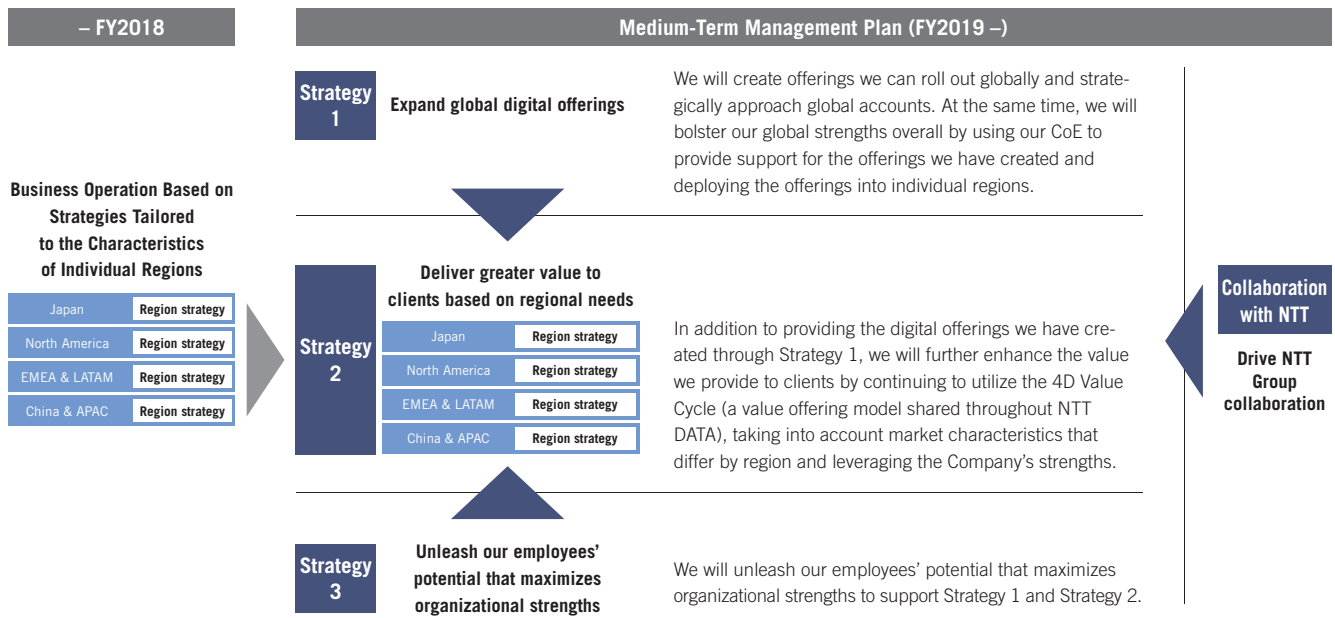 – FY2018
Medium-Term Management Plan (FY2019 –)
Business Operation Based on
Strategies Tailored
to the Characteristics
of Individual Regions
Japan Region strategy
North America Region strategy
EMEA & LATAM Region strategy
China & APAC Region strategy
Strategy
1
Expand global digital offerings
We will create offerings we can roll out globally and strate-
gically approach global accounts. At the same time, we will
bolster our global strengths overall by using our CoE to
provide support for the offerings we have created and
deploying the offerings into individual regions.
Strategy
2
Deliver greater value to
clients based on regional needs
Japan Region strategy
North America Region strategy
EMEA & LATAM Region strategy
China & APAC Region strategy
In addition to providing the digital offerings we have cre-
ated through Strategy 1, we will further enhance the value
we provide to clients by continuing to utilize the 4D Value
Cycle (a value offering model shared throughout NTT
DATA), taking into account market characteristics that
differ by region and leveraging the Company’s strengths.
Strategy
3
Unleash our employees’
potential that maximizes
organizational strengths
We will unleash our employees’ potential that maximizes
organizational strengths to support Strategy 1 and Strategy 2.
Collaboration
with NTT
Drive NTT
Group
collaboration